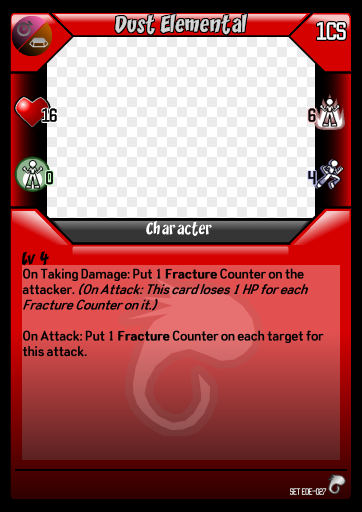 Dust Elemental
1CS
16
6
0
4
Character
Lv 4
On Taking Damage: Put 1 Fracture Counter on the
attacker. (On Attack: This card loses 1 HP for each
Fracture Counter on it.)
On Attack: Put 1 Fracture Counter on each target for
this attack.
SET EOE-027